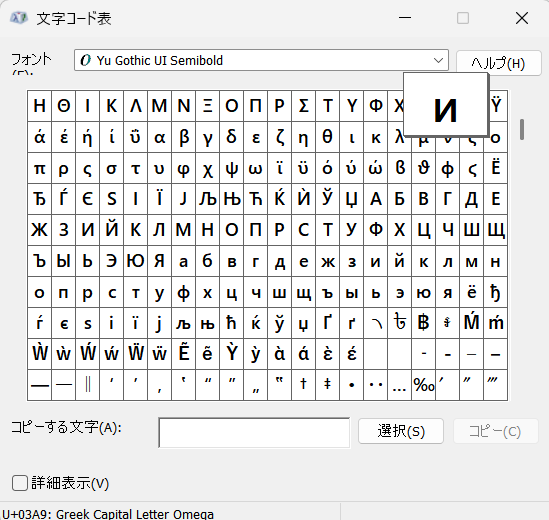 文字コード表
フォント(F):
Yu Gothic UI Semibold
ヘルプ(H)
Η Θ Ι Κ Λ Μ Ν Ξ Ο Π Ρ Σ Τ Υ Φ Χ Ϋ
И
ά έ ή ί ΰ α β γ δ ε ζ η θ ι κ λ μ ν ξ ο
π ρ ς σ τ υ φ χ ψ ω ϊ ϋ ό ύ ώ ϐ ϑ ϕ ϛ Ё
Ђ Ѓ Є Ѕ І Ї Ј Љ Њ Ћ Ќ Ѝ Ў Џ А Б В Г Д Е
Ж З И Й К Л М Н О П Р С Т У Ф Х Ц Ч Ш Щ
Ъ Ы Ь Э Ю Я а б в г д е ж з и й к л м н
о п р с т у ф х ц ч ш щ ъ ы ь э ю я ё ђ
ѓ є ѕ і ї ј љ њ ћ ќ ў џ Ґ ґ ฿ Ḿ ḿ
Ẁ ẁ Ẃ ẃ Ẅ ẅ Ẽ ẽ Ỳ ỳ ὰ ά ὲ έ ‐ ‑ ‒ –
— ― ‖ ‘ ’ ‚ ‛ “ ” „ ‟ † ‡ • ‥ … ‰ ′ ″ ‴
コピーする文字(A):
選択(S)
コピー(C)
詳細表示(V)
U+03A9: Greek Capital Letter Omega